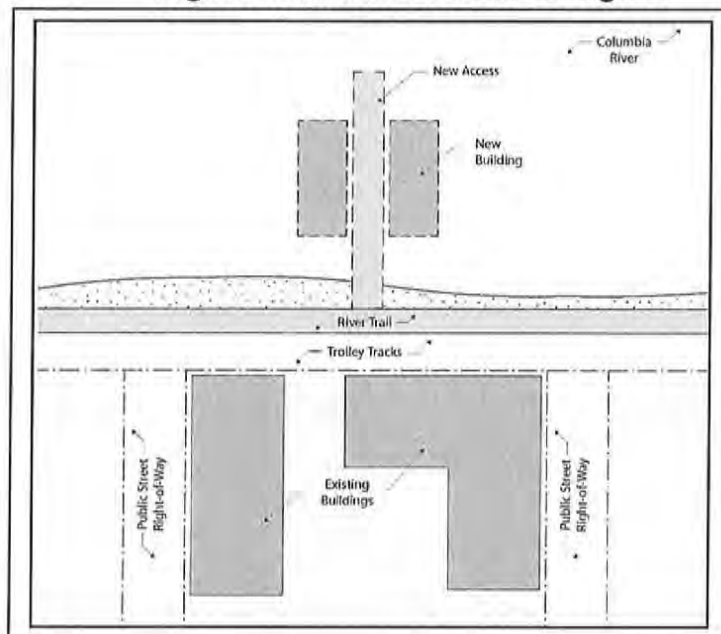 Columbia
River
New Access
New
Building
River Trail
Trolley Tracks
Public Street
Right-of-Way
Existing
Buildings
Public Street
Right-of-Way